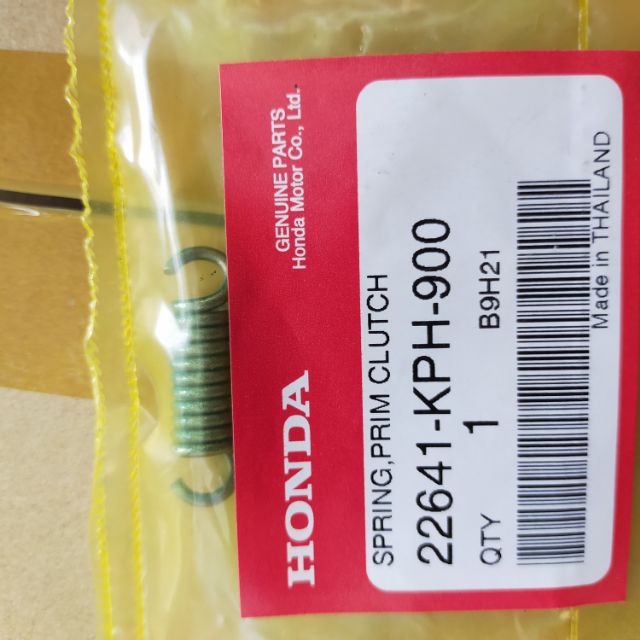 GENUINE PARTS
Honda Motor Co., Ltd.
HONDA
SPRING,PRIM CLUTCH
22641-KPH-900
QTY 1 B9H21
Made in THAILAND